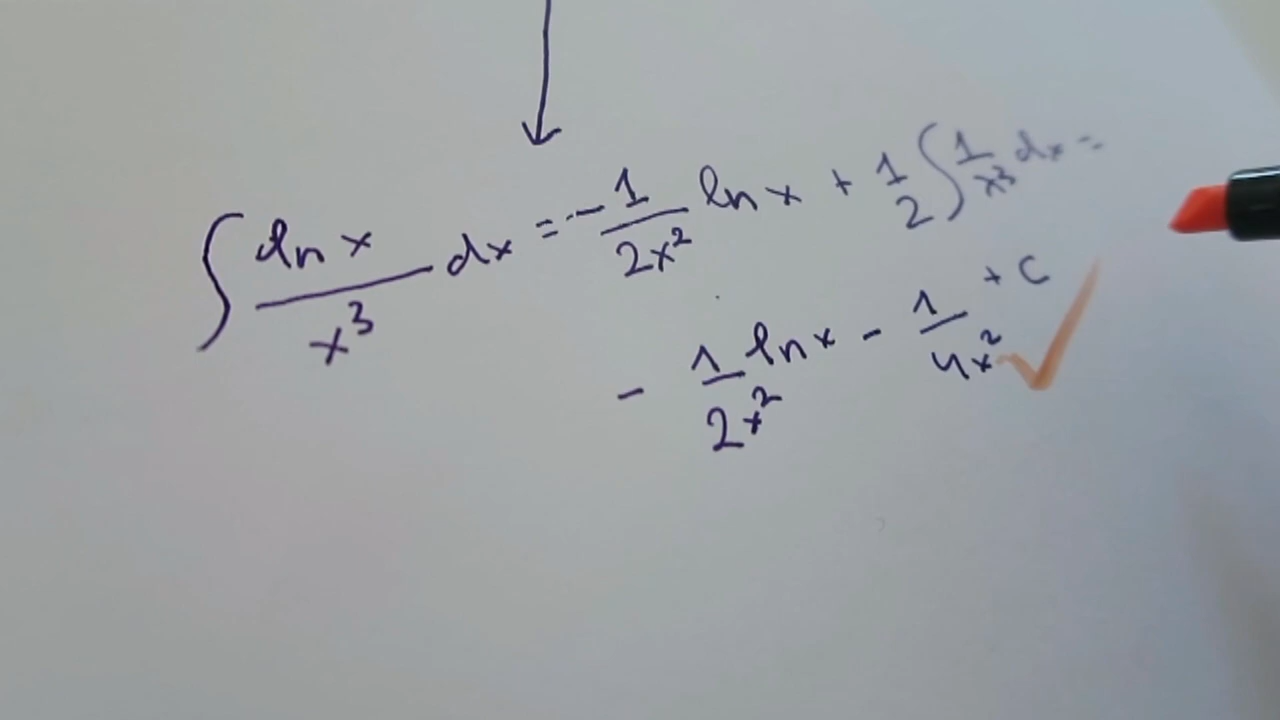 ∫ ln x / x³ dx = - 1/2x² ln x + 1/2 ∫ 1/x³ dx =
- 1/2x² ln x - 1/4x² + C